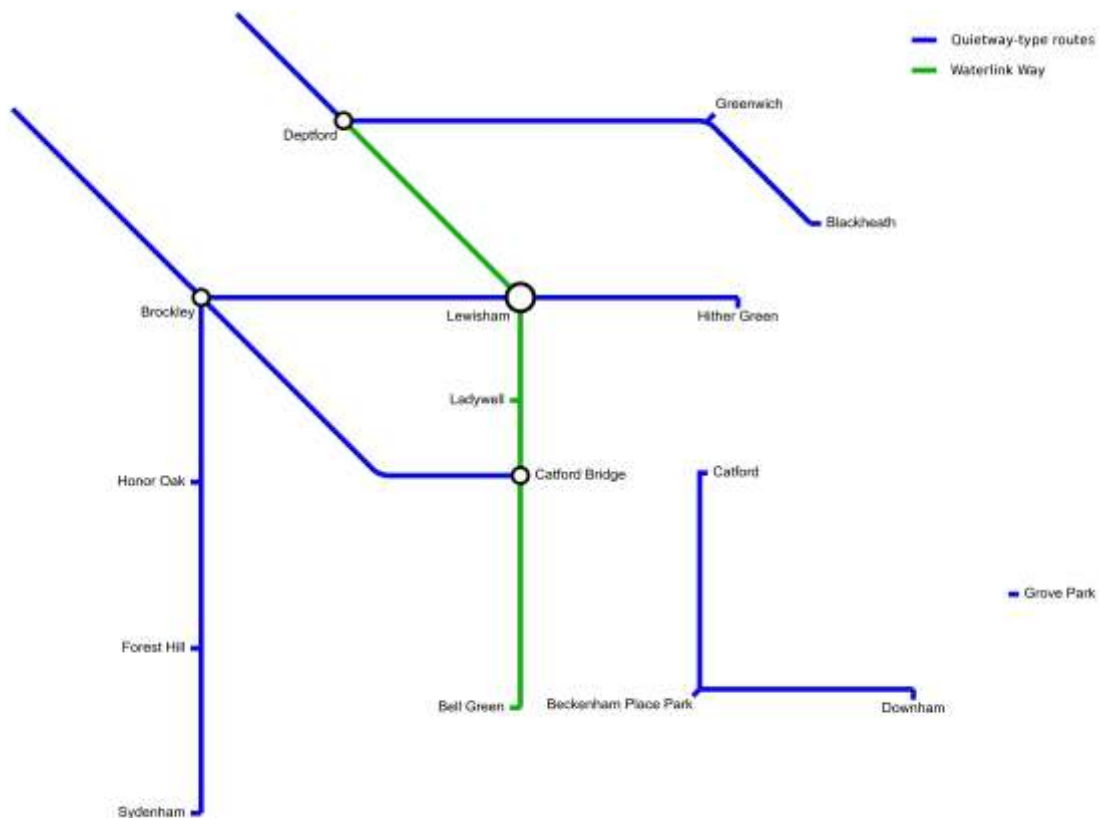 Quietway-type routes
Waterlink Way
Greenwich
Deptford
Blackheath
Brockley
Lewisham
Hither Green
Ladywell
Honor Oak
Catford Bridge
Catford
Grove Park
Forest Hill
Bell Green
Beckenham Place Park
Downham
Sydenham